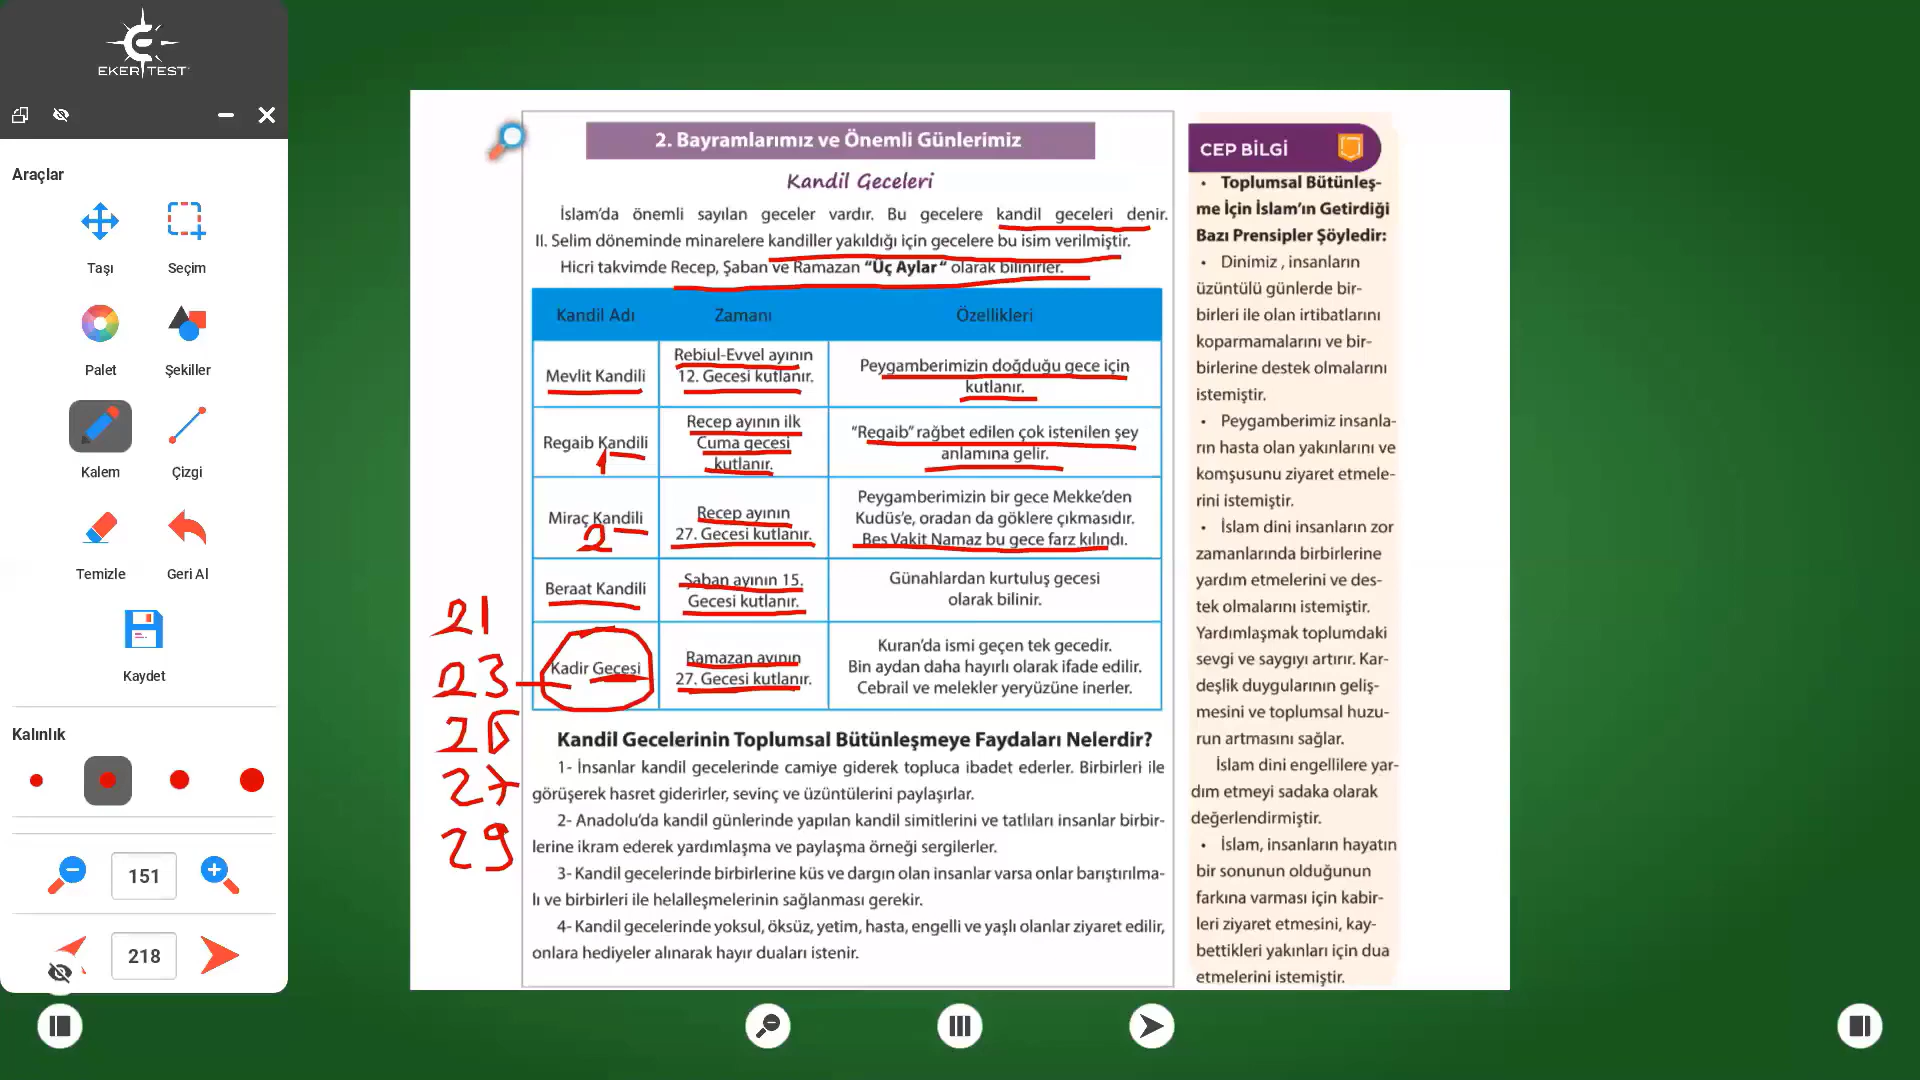 EKER TEST
Araçlar
Taşı
Seçim
Palet
Şekiller
Kalem
Çizgi
Temizle
Geri Al
Kaydet
Kalınlık
151
218
2. Bayramlarımız ve Önemli Günlerimiz
Kandil Geceleri
İslam'da önemli sayılan geceler vardır. Bu gecelere kandil geceleri denir.
II. Selim döneminde minarelere kandiller yakıldığı için gecelere bu isim verilmiştir.
Hicri takvimde Recep, Şaban ve Ramazan "Üç Aylar" olarak bilinirler.
Kandil Adı Zamanı Özellikleri
Mevlit Kandili
Rebiul-Evvel ayının
12. Gecesi kutlanır.
Peygamberimizin doğduğu gece için
kutlanır.
Regaib Kandili
1
Recep ayının ilk
Cuma gecesi
kutlanır.
"Regaib" rağbet edilen çok istenilen şey
anlamına gelir.
Miraç Kandili
2
Recep ayının
27. Gecesi kutlanır.
Peygamberimizin bir gece Mekke'den
Kudüs'e, oradan da göklere çıkmasıdır.
Beş Vakit Namaz bu gece farz kılındı.
Beraat Kandili
Şaban ayının 15.
Gecesi kutlanır.
Günahlardan kurtuluş gecesi
olarak bilinir.
Kadir Gecesi
Ramazan ayının
27. Gecesi kutlanır.
Kuran'da ismi geçen tek gecedir.
Bin aydan daha hayırlı olarak ifade edilir.
Cebrail ve melekler yeryüzüne inerler.
21
23
25
27
29
Kandil Gecelerinin Toplumsal Bütünleşmeye Faydaları Nelerdir?
1- İnsanlar kandil gecelerinde camiye giderek topluca ibadet ederler. Birbirleri ile
görüşerek hasret giderirler, sevinç ve üzüntülerini paylaşırlar.
2- Anadolu'da kandil günlerinde yapılan kandil simitlerini ve tatlıları insanlar birbir-
lerine ikram ederek yardımlaşma ve paylaşma örneği sergilerler.
3- Kandil gecelerinde birbirlerine küs ve dargın olan insanlar varsa onlar barıştırılma-
lı ve birbirleri ile helalleşmelerinin sağlanması gerekir.
4- Kandil gecelerinde yoksul, öksüz, yetim, hasta, engelli ve yaşlı olanlar ziyaret edilir,
onlara hediyeler alınarak hayır duaları istenir.
CEP BİLGİ
• Toplumsal Bütünleş-
me İçin İslam'ın Getirdiği
Bazı Prensipler Şöyledir:
• Dinimiz , insanların
üzüntülü günlerde bir-
birleri ile olan irtibatlarını
koparmamalarını ve bir-
birlerine destek olmalarını
istemiştir.
• Peygamberimiz insanla-
rın hasta olan yakınlarını ve
komşusunu ziyaret etmele-
rini istemiştir.
• İslam dini insanların zor
zamanlarında birbirlerine
yardım etmelerini ve des-
tek olmalarını istemiştir.
Yardımlaşmak toplumdaki
sevgi ve saygıyı artırır. Kar-
deşlik duygularının geliş-
mesini ve toplumsal huzu-
run artmasını sağlar.
İslam dini engellilere yar-
dım etmeyi sadaka olarak
değerlendirmiştir.
• İslam, insanların hayatın
bir sonunun olduğunun
farkına varması için kabir-
leri ziyaret etmesini, kay-
bettikleri yakınları için dua
etmelerini istemiştir.